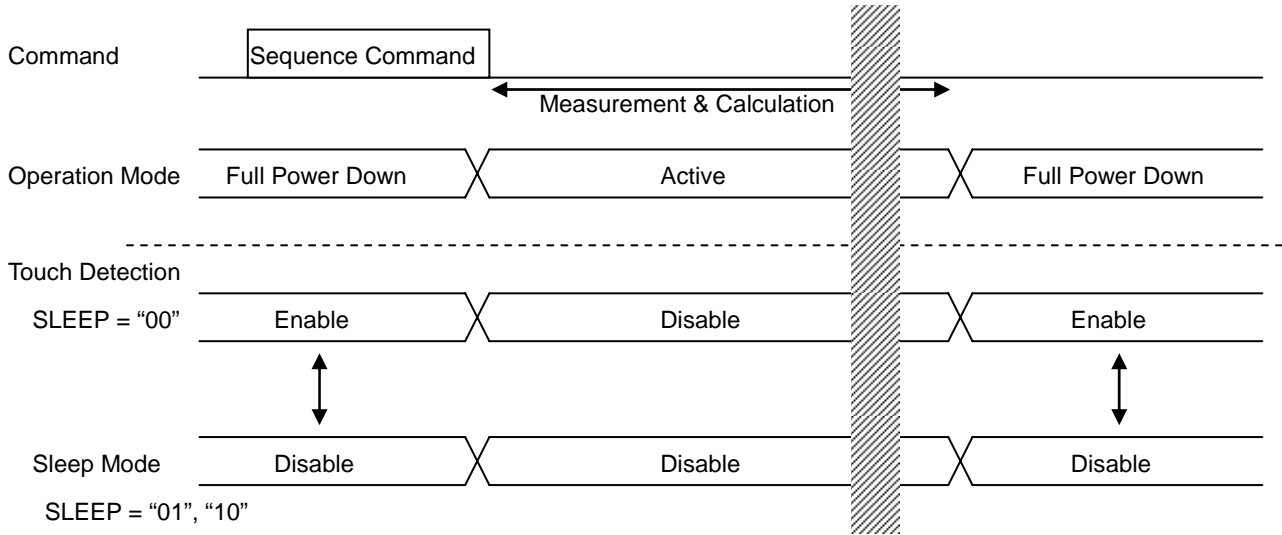 Command
Sequence Command
Measurement & Calculation
Operation Mode
Full Power Down
Active
Full Power Down
Touch Detection
SLEEP = “00”
Enable
Disable
Enable
Sleep Mode
Disable
Disable
Disable
SLEEP = “01”, “10”